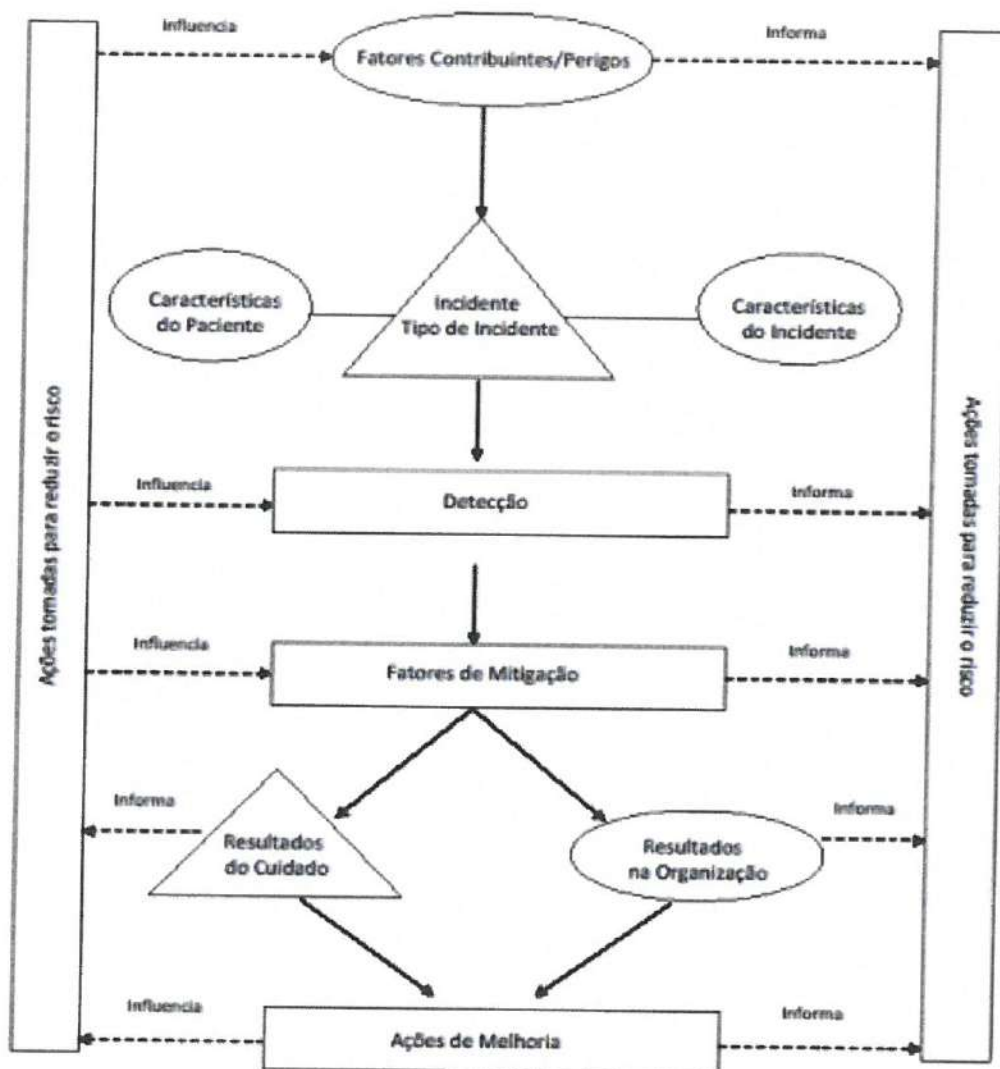 Influencia
Informa
Fatores Contribuintes/Perigos
Características
do Paciente
Incidente
Tipo de Incidente
Características
do Incidente
Ações tomadas para reduzir o risco
Ações tomadas para reduzir o risco
Influencia
Detecção
Informa
Influencia
Fatores de Mitigação
Informa
Informa
Resultados
do Cuidado
Resultados
na Organização
Informa
Influencia
Ações de Melhoria
Informa